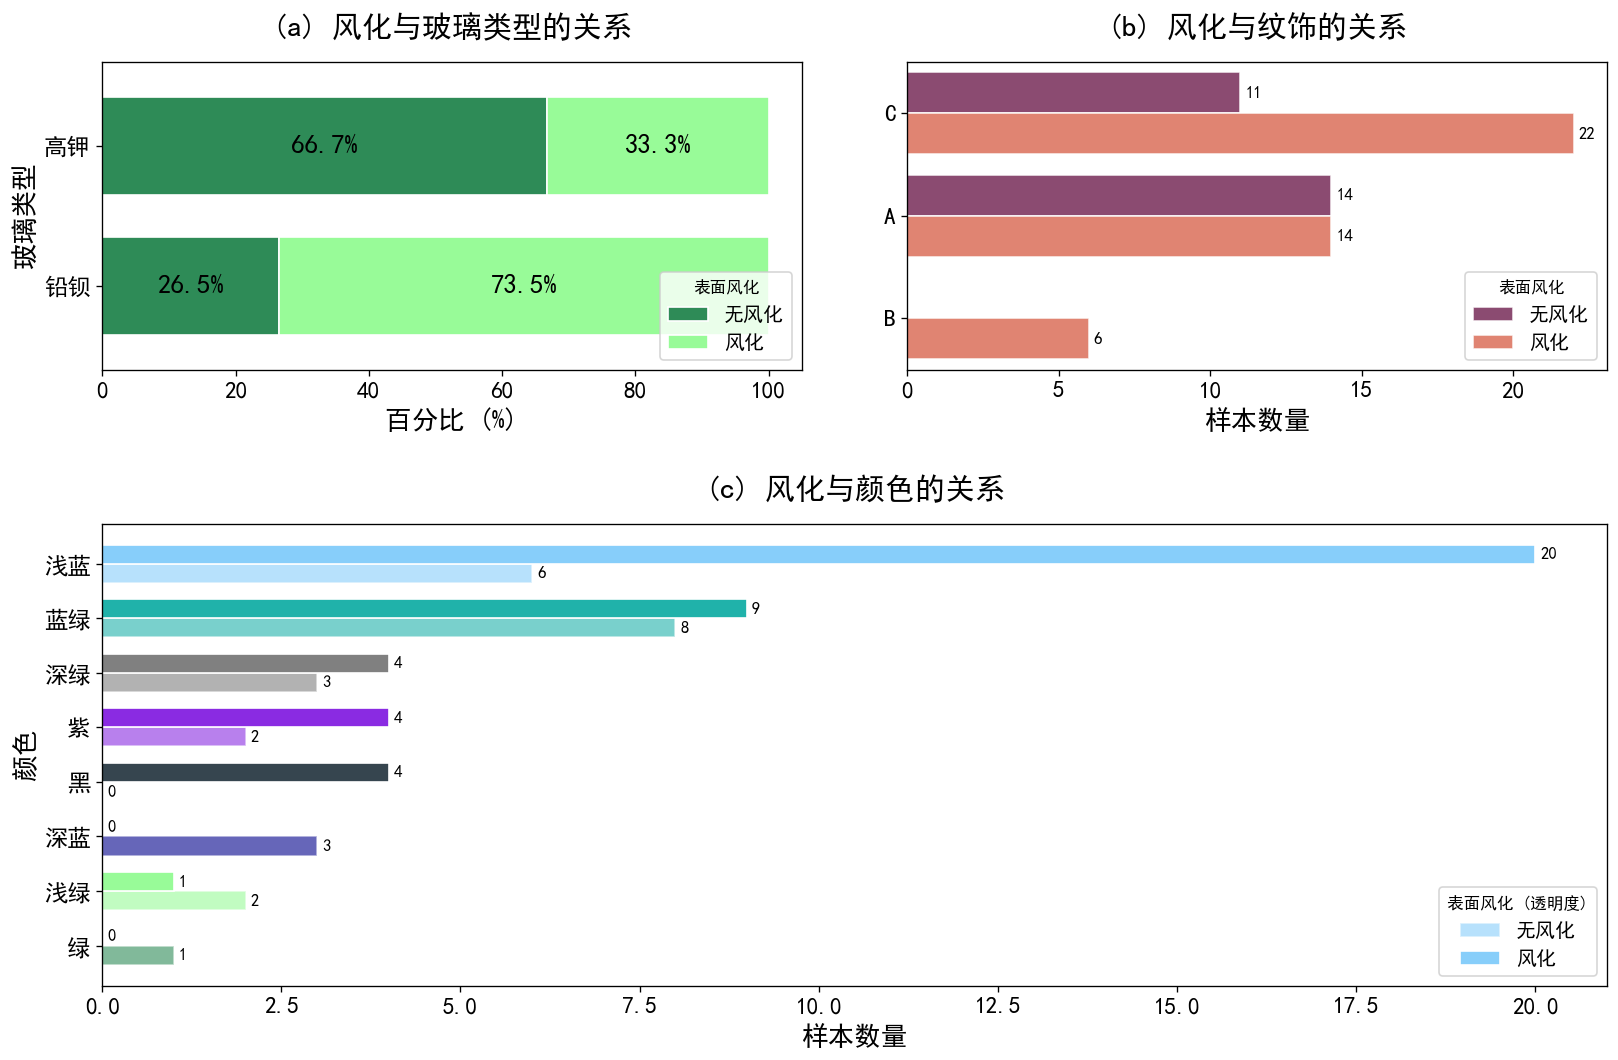 (a) 风化与玻璃类型的关系
玻璃类型
高钾
66.7%
33.3%
铅钡
26.5%
73.5%
表面风化
无风化
风化
0 20 40 60 80 100
百分比 (%)
(b) 风化与纹饰的关系
C
11
22
A
14
14
B
6
表面风化
无风化
风化
0 5 10 15 20
样本数量
(c) 风化与颜色的关系
颜色
浅蓝
20
6
蓝绿
9
8
深绿
4
3
紫
4
2
黑
4
0
深蓝
0
3
浅绿
1
2
绿
0
1
表面风化 (透明度)
无风化
风化
0.0 2.5 5.0 7.5 10.0 12.5 15.0 17.5 20.0
样本数量